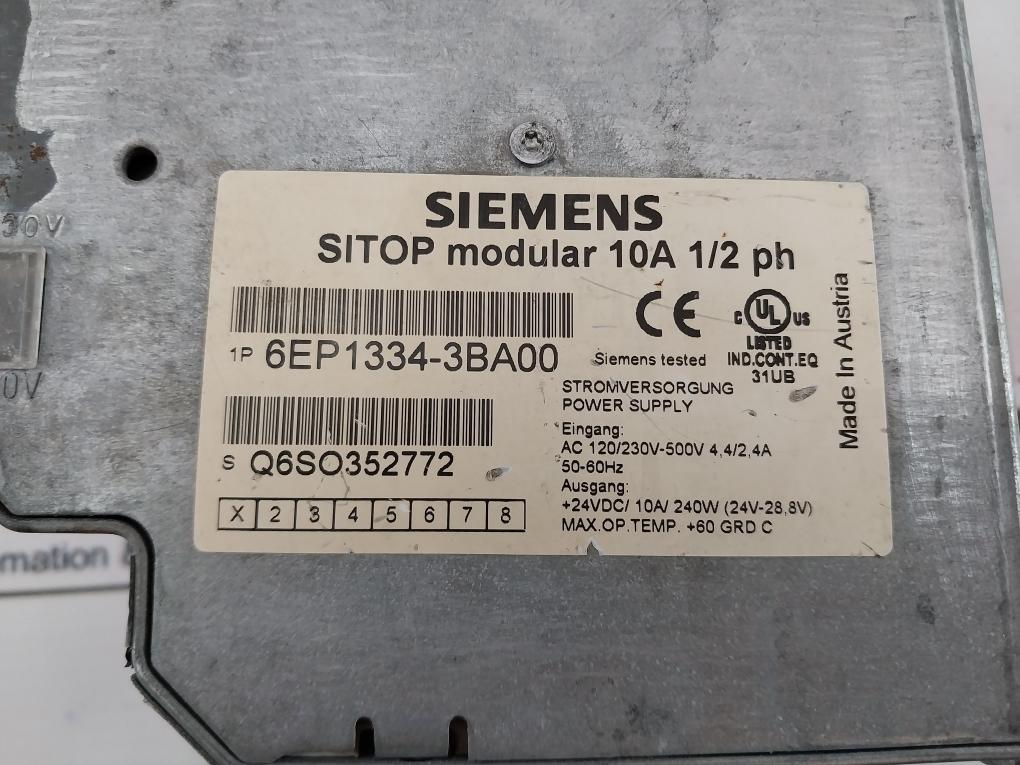 SIEMENS
SITOP modular 10A 1/2 ph
1P 6EP1334-3BA00
S Q6SO352772
X 2 3 4 5 6 7 8
CE
Siemens tested
C UL US
LISTED
IND.CONT.EQ
31UB
STROMVERSORGUNG
POWER SUPPLY
Eingang:
AC 120/230V-500V 4,4/2,4A
50-60Hz
Ausgang:
+24VDC/ 10A/ 240W (24V-28,8V)
MAX.OP.TEMP. +60 GRD C
Made In Austria
0V